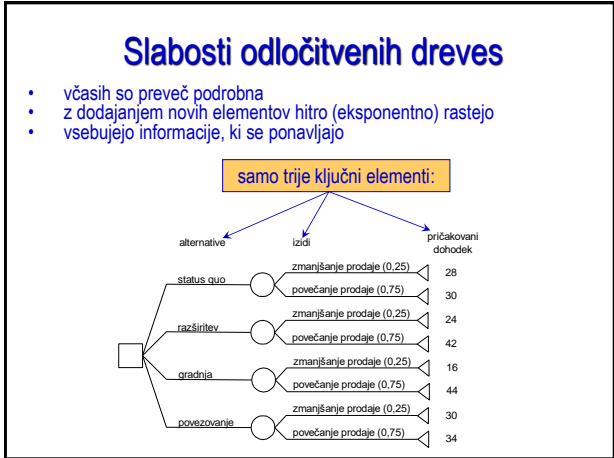 Slabosti odločitvenih dreves
• včasih so preveč podrobna
• z dodajanjem novih elementov hitro (eksponentno) rastejo
• vsebujejo informacije, ki se ponavljajo
samo trije ključni elementi:
alternative izidi pričakovani
dohodek
zmanjšanje prodaje (0,25) 28
status quo
povečanje prodaje (0,75) 30
zmanjšanje prodaje (0,25) 24
razširitev
povečanje prodaje (0,75) 42
zmanjšanje prodaje (0,25) 16
gradnja
povečanje prodaje (0,75) 44
zmanjšanje prodaje (0,25) 30
povezovanje
povečanje prodaje (0,75) 34